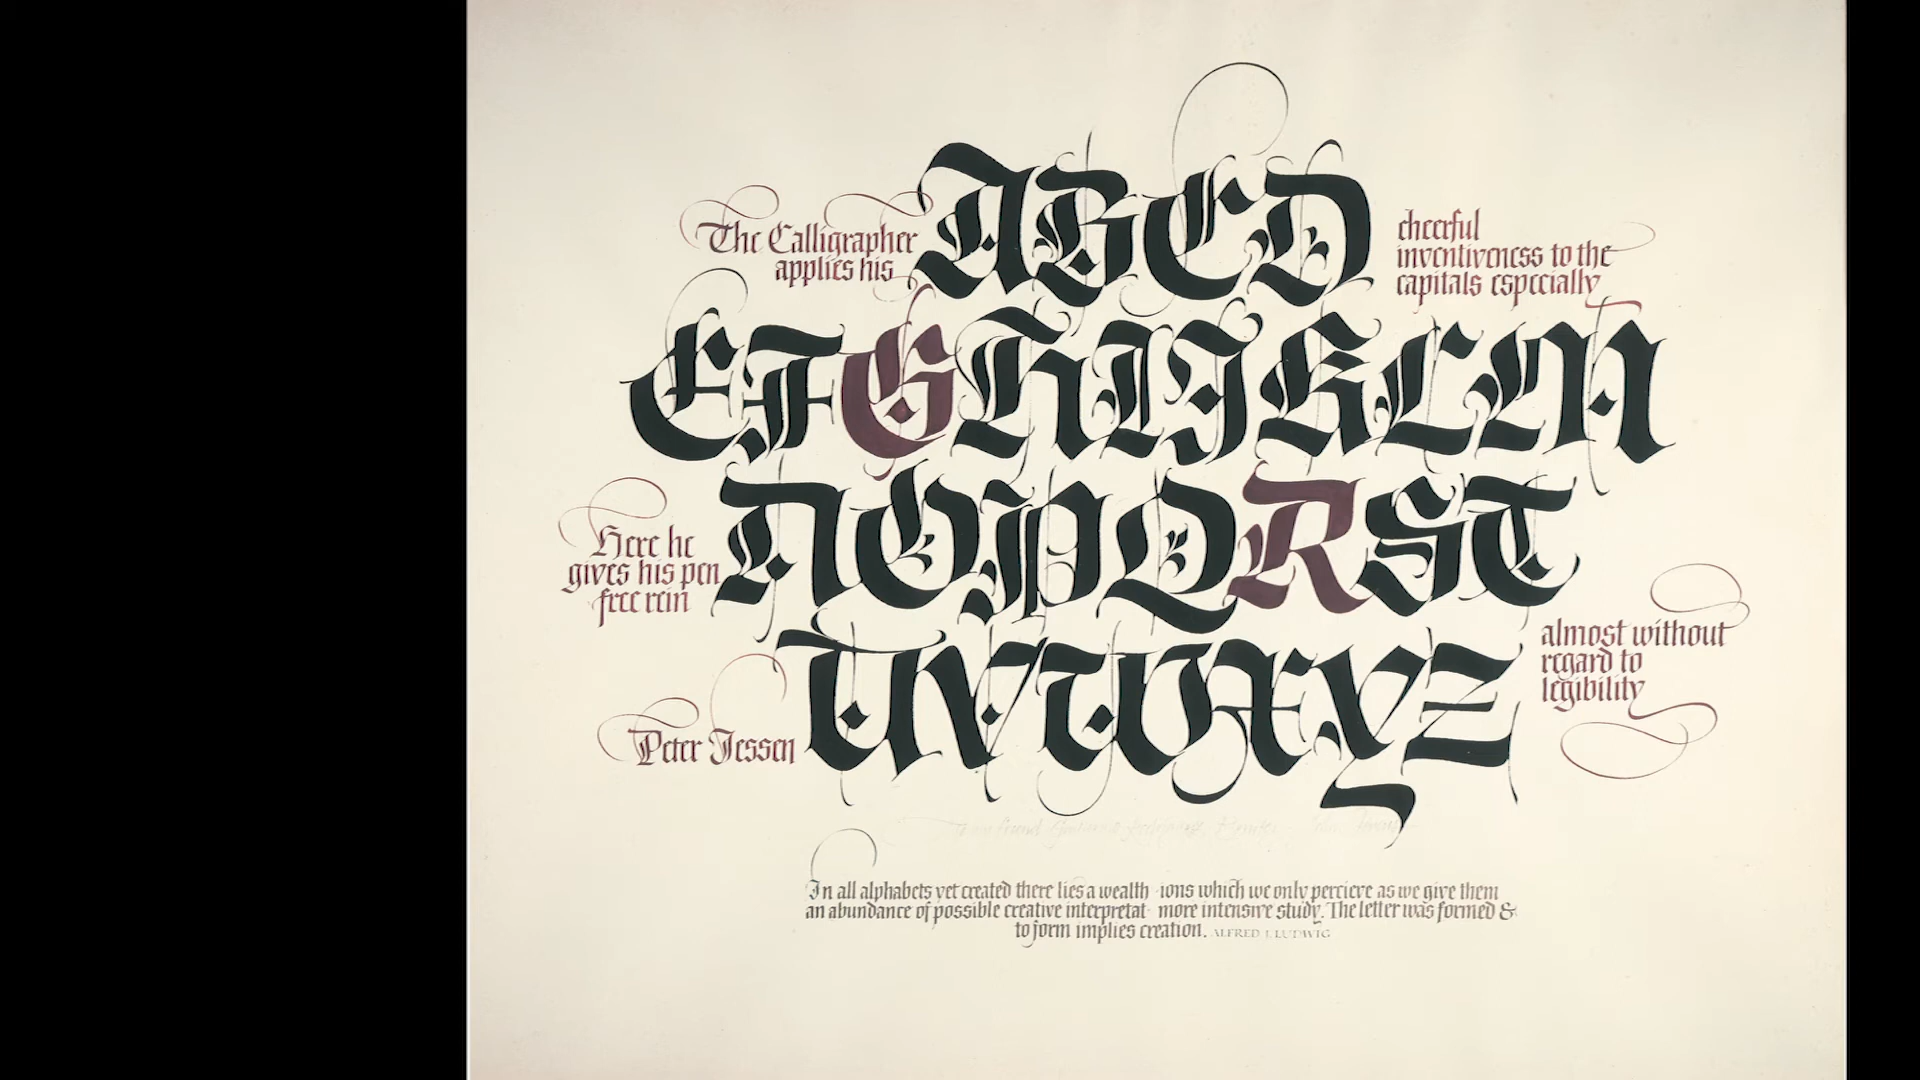 The Calligrapher
applies his
ABCD
cheerful
inventiveness to the
capitals especially
EFGHIJKLM
Here he
gives his pen
free rein
NOPQRST
almost without
regard to
legibility
Peter Jessen
UVWXYZ
In all alphabets yet created there lies a wealth -ions which we only percieve as we give them
an abundance of possible creative interpretat- more intensive study. The letter was formed &
to form implies creation. ALFRED J. LUDWIG